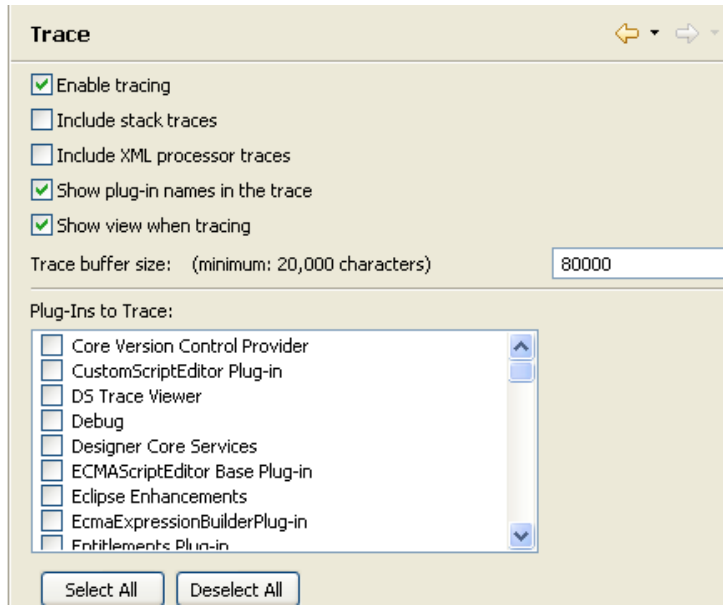 Trace
Enable tracing
Include stack traces
Include XML processor traces
Show plug-in names in the trace
Show view when tracing
Trace buffer size: (minimum: 20,000 characters) 80000
Plug-Ins to Trace:
Core Version Control Provider
CustomScriptEditor Plug-in
DS Trace Viewer
Debug
Designer Core Services
ECMAScriptEditor Base Plug-in
Eclipse Enhancements
EcmaExpressionBuilderPlug-in
Entitlements Plug-in
Select All Deselect All